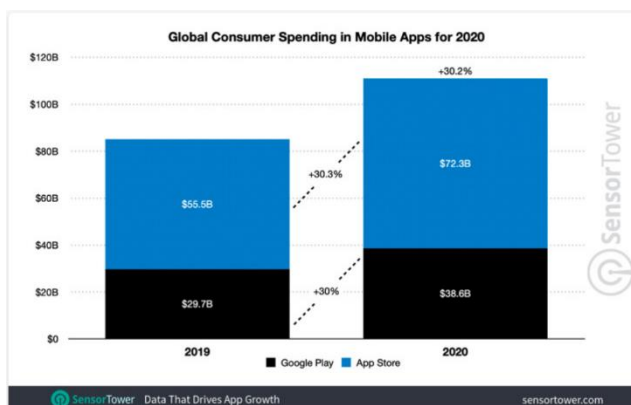 Global Consumer Spending in Mobile Apps for 2020
$120B
+30.2%
$100B
$80B
$72.3B
+30.3%
$60B
$55.5B
$40B
+30%
$20B
$29.7B
$38.6B
$0
2019
2020
Google Play
App Store
SensorTower
SensorTower Data That Drives App Growth
sensortower.com